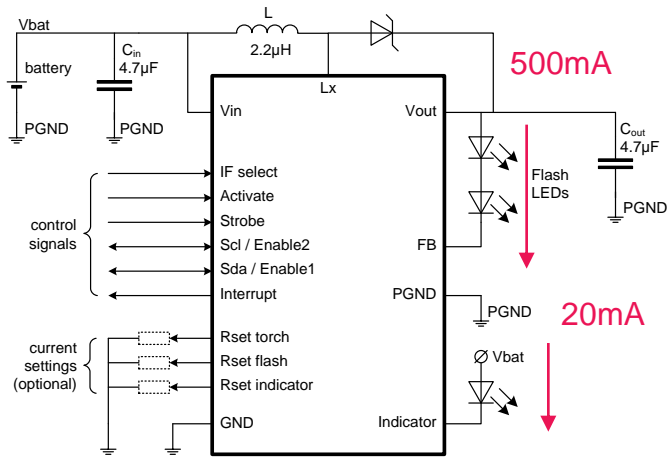 Vbat
L
2.2µH
battery
Cin
4.7µF
PGND
PGND
Lx
500mA
Vin
Vout
Cout
4.7µF
PGND
Flash
LEDs
IF select
Activate
Strobe
Scl / Enable2
Sda / Enable1
Interrupt
control
signals
FB
PGND
PGND
20mA
Rset torch
Rset flash
Rset indicator
current
settings
(optional)
Vbat
GND
Indicator